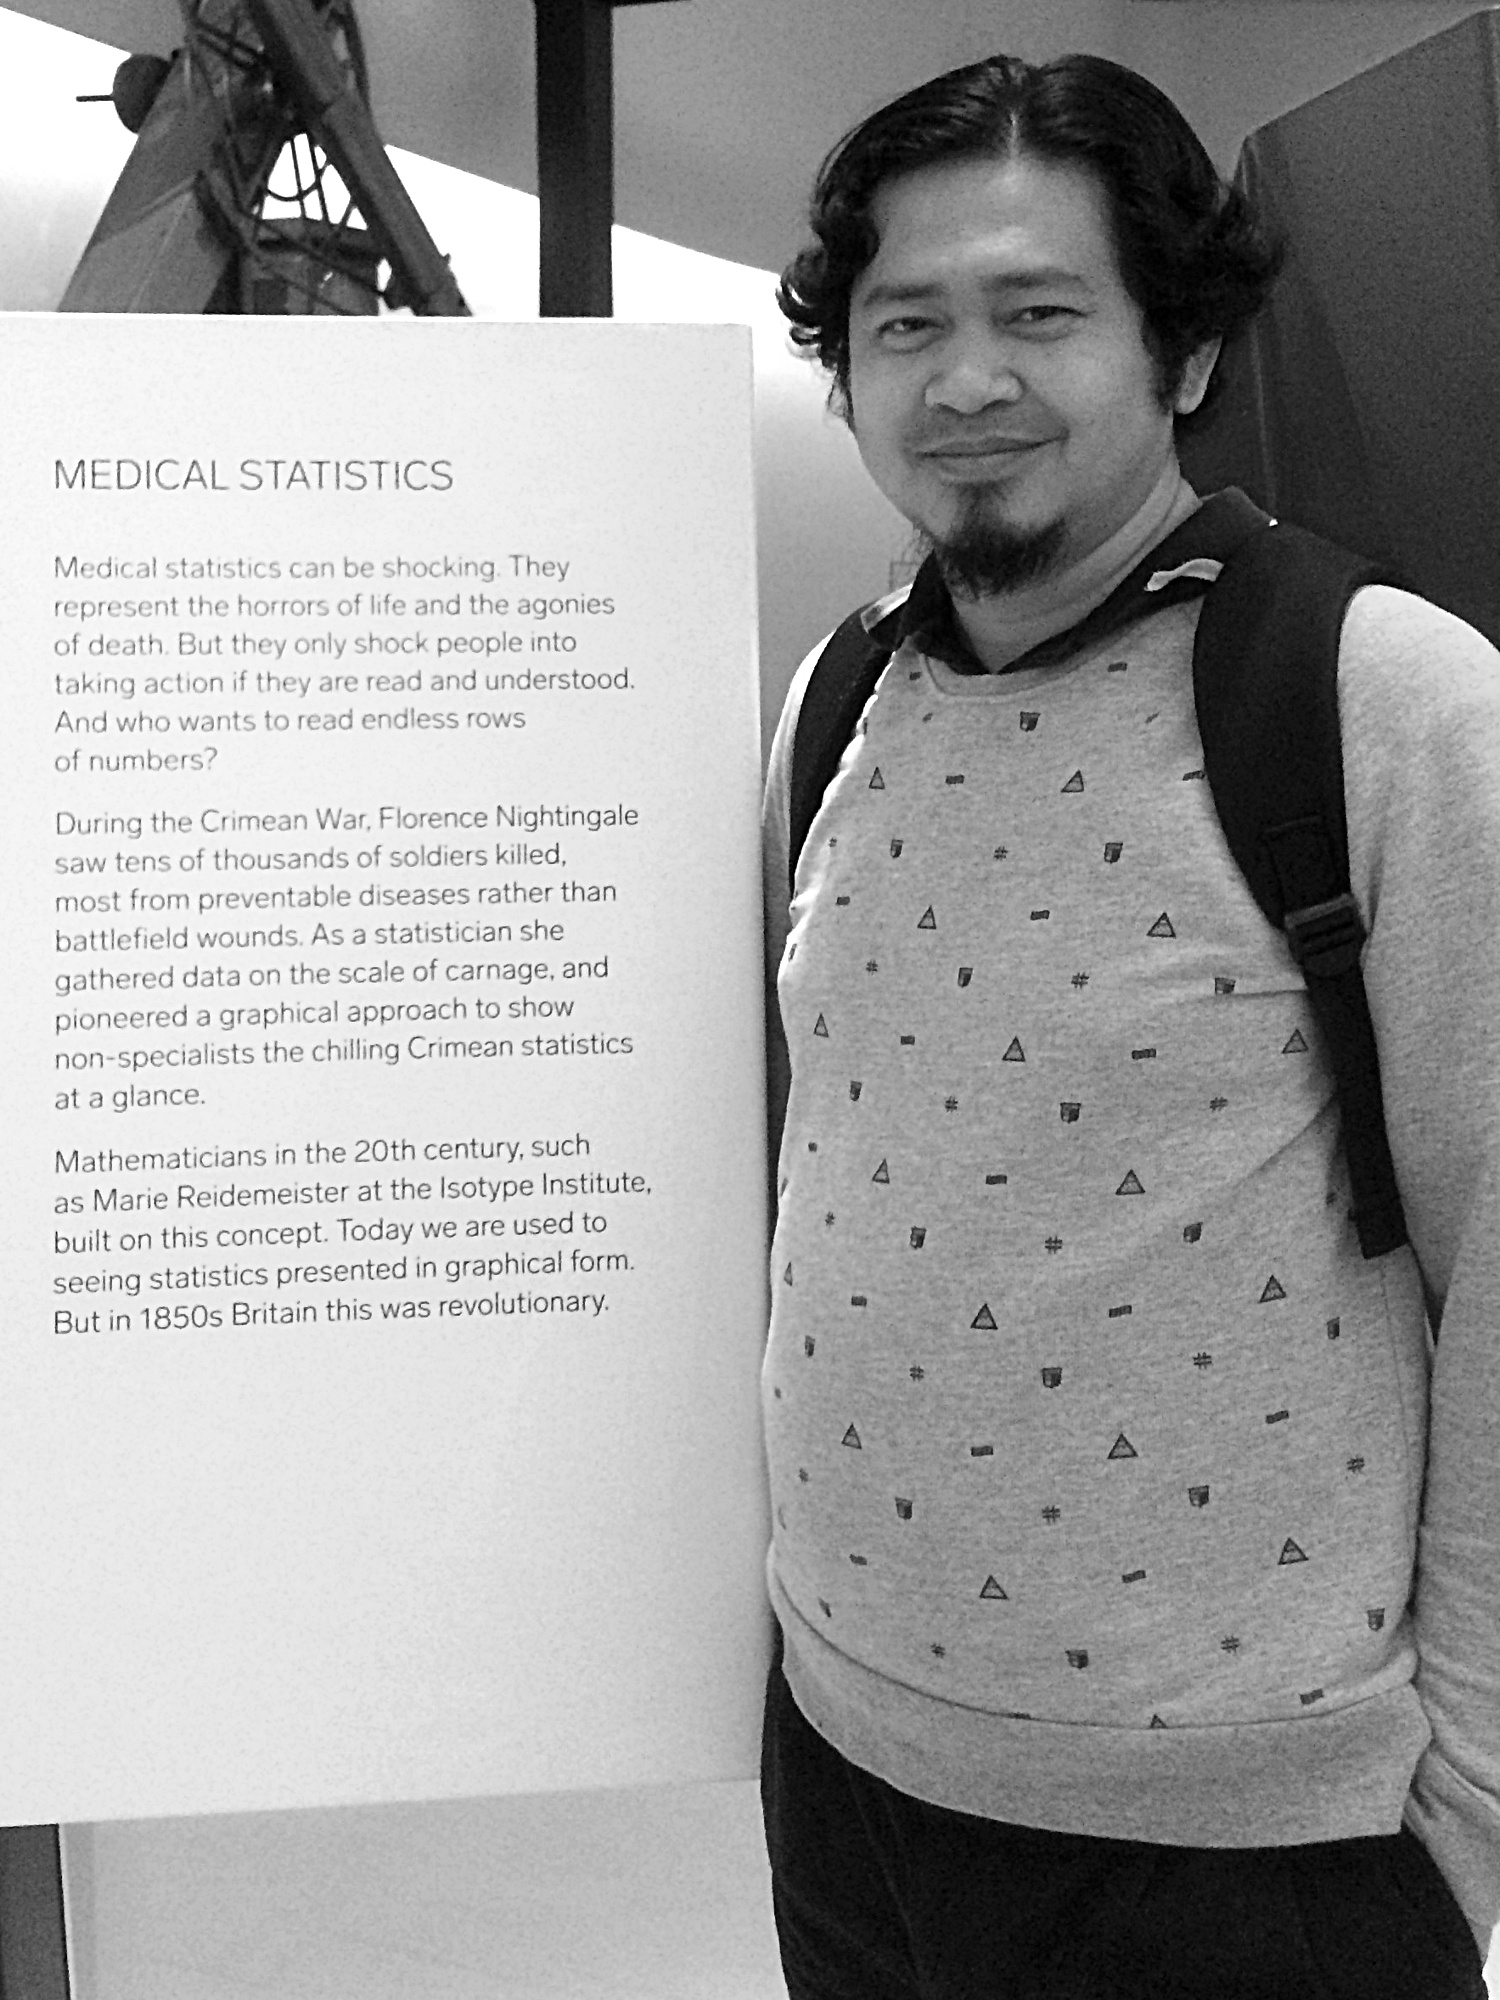 MEDICAL STATISTICS
Medical statistics can be shocking. They
represent the horrors of life and the agonies
of death. But they only shock people into
taking action if they are read and understood.
And who wants to read endless rows
of numbers?
During the Crimean War, Florence Nightingale
saw tens of thousands of soldiers killed,
most from preventable diseases rather than
battlefield wounds. As a statistician she
gathered data on the scale of carnage, and
pioneered a graphical approach to show
non-specialists the chilling Crimean statistics
at a glance.
Mathematicians in the 20th century, such
as Marie Reidemeister at the Isotype Institute,
built on this concept. Today we are used to
seeing statistics presented in graphical form.
But in 1850s Britain this was revolutionary.